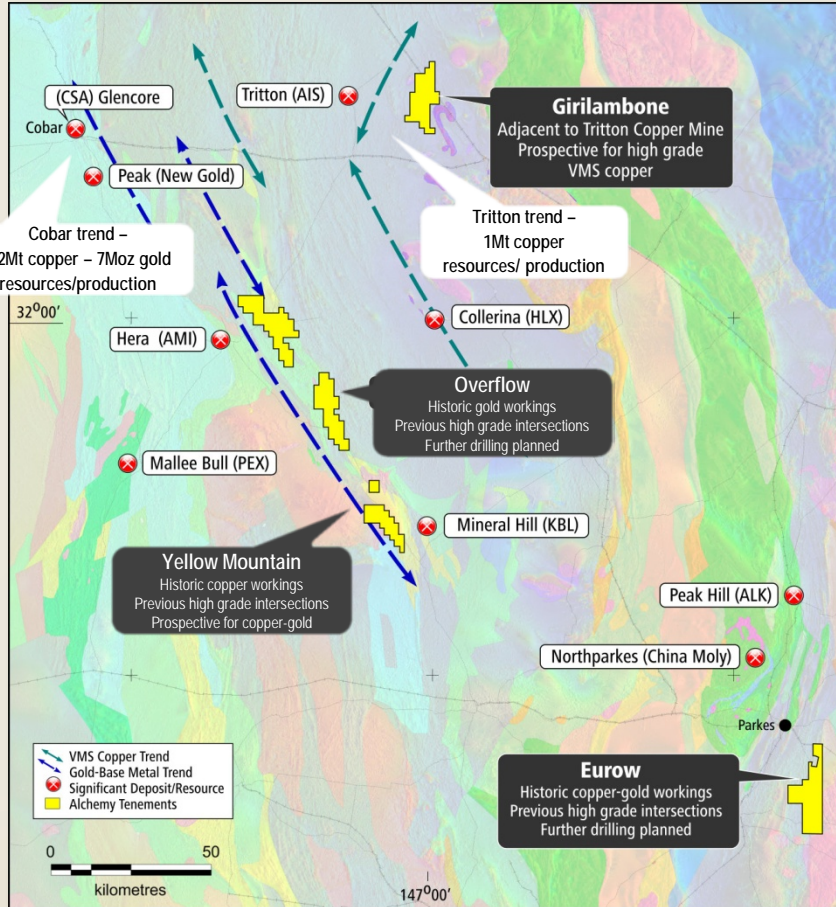 (CSA) Glencore
Cobar
Tritton (AIS)
Girilambone
Adjacent to Tritton Copper Mine
Prospective for high grade
VMS copper
Peak (New Gold)
Cobar trend –
2Mt copper – 7Moz gold
resources/production
Tritton trend –
1Mt copper
resources/ production
32⁰00'
Hera (AMI)
Collerina (HLX)
Overflow
Historic gold workings
Previous high grade intersections
Further drilling planned
Mallee Bull (PEX)
Mineral Hill (KBL)
Yellow Mountain
Historic copper workings
Previous high grade intersections
Prospective for copper-gold
Peak Hill (ALK)
Northparkes (China Moly)
Parkes
VMS Copper Trend
Gold-Base Metal Trend
Significant Deposit/Resource
Alchemy Tenements
Eurow
Historic copper-gold workings
Previous high grade intersections
Further drilling planned
0 50
kilometres
147⁰00'